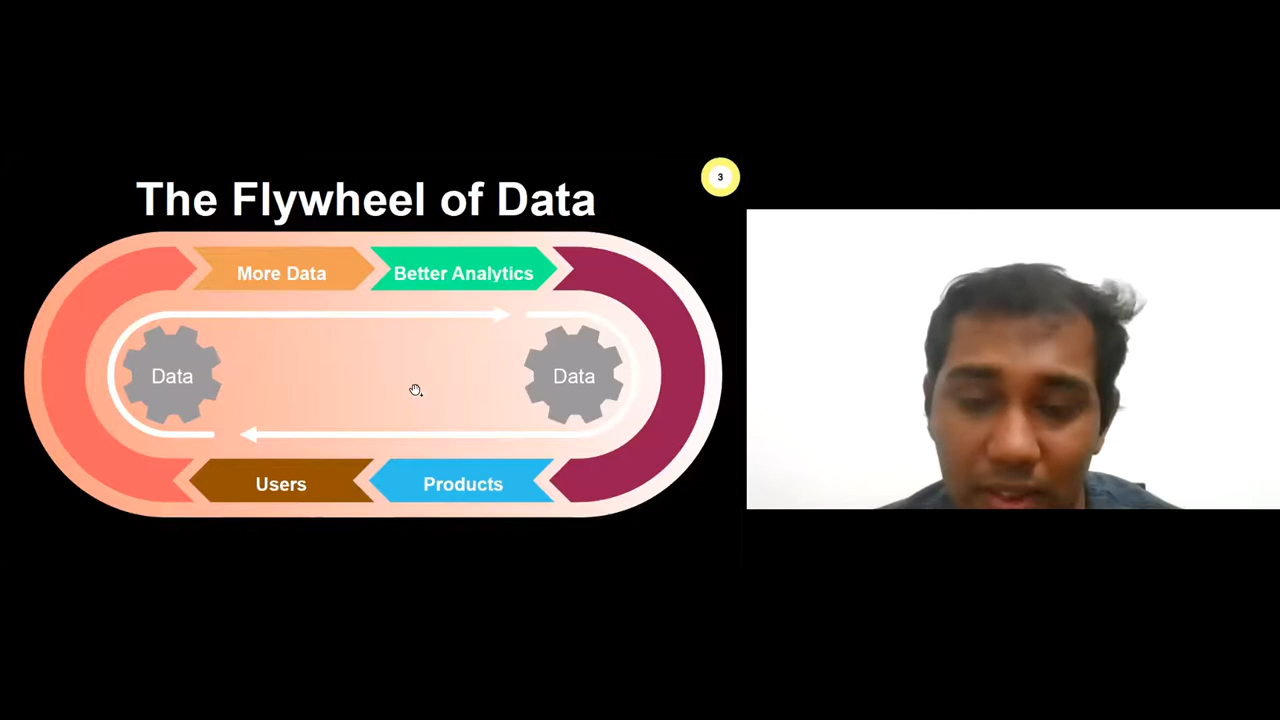 The Flywheel of Data
3
More Data
Better Analytics
Data
Data
Users
Products